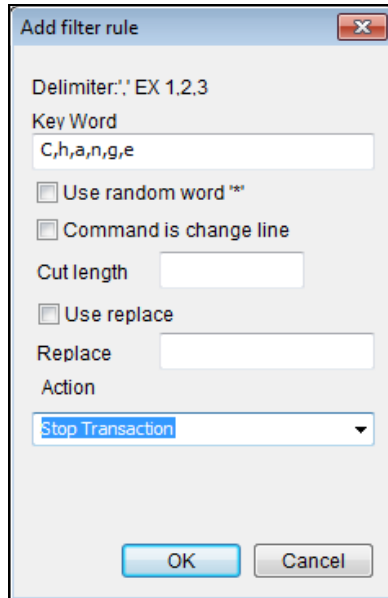 Add filter rule
Delimiter:',' EX 1,2,3
Key Word
C,h,a,n,g,e
Use random word '*'
Command is change line
Cut length
Use replace
Replace
Action
Stop Transaction
OK Cancel